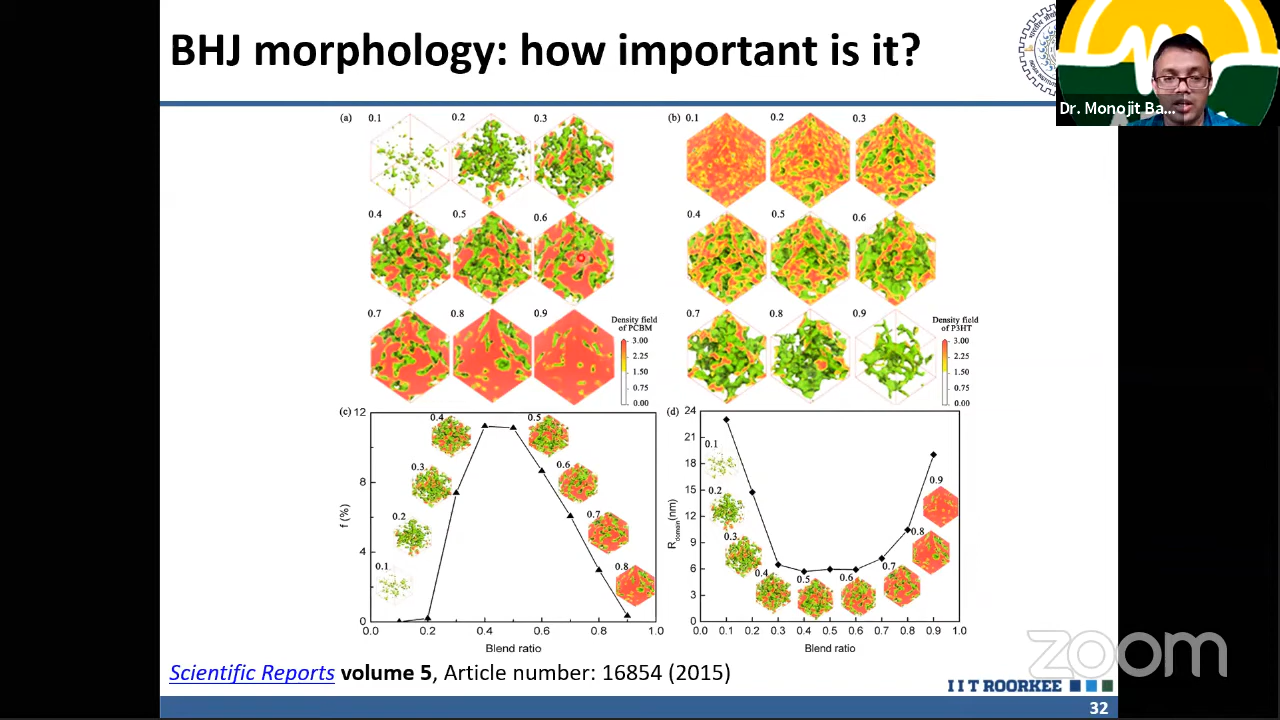 BHJ morphology: how important is it?
Dr. Monojit Ba...
(a) 0.1 0.2 0.3
0.4 0.5 0.6
0.7 0.8 0.9
Density field
of PCBM
3.00
2.25
1.50
0.75
0.00
(b) 0.1 0.2 0.3
0.4 0.5 0.6
0.7 0.8 0.9
Density field
of P3HT
3.00
2.25
1.50
0.75
0.00
(c)
12
8
4
0
f (%)
0.1
0.2
0.3
0.4
0.5
0.6
0.7
0.8
0.0 0.2 0.4 0.6 0.8 1.0
Blend ratio
(d)
24
21
18
15
12
9
6
3
0
Rdomain(nm)
0.1
0.2
0.3
0.4
0.5
0.6
0.7
0.8
0.9
0.0 0.1 0.2 0.3 0.4 0.5 0.6 0.7 0.8 0.9 1.0
Blend ratio
Scientific Reports volume 5, Article number: 16854 (2015)
zoom
I I T ROORKEE
32